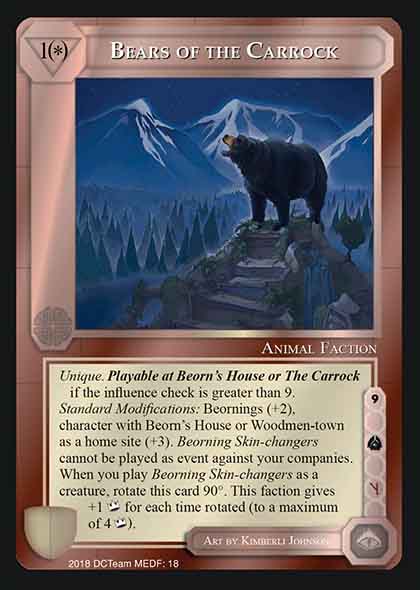 1(*)
Bears of the Carrock
Animal Faction
Unique. Playable at Beorn's House or The Carrock
if the influence check is greater than 9.
Standard Modifications: Beornings (+2),
character with Beorn's House or Woodmen-town
as a home site (+3). Beorning Skin-changers
cannot be played as event against your companies.
When you play Beorning Skin-changers as a
creature, rotate this card 90°. This faction gives
+1 for each time rotated (to a maximum
of 4 ).
9
Art by Kimberli Johnson
2018 DCTeam MEDF: 18